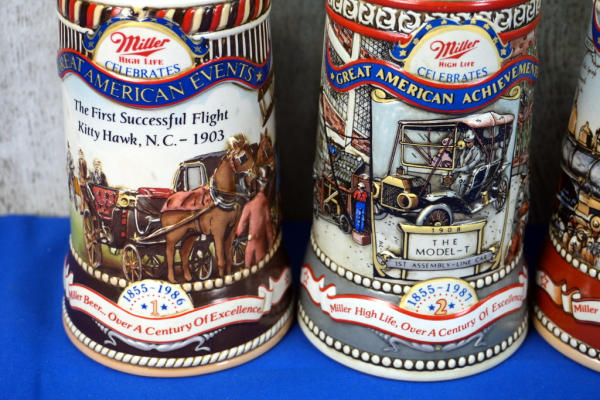 Miller
HIGH LIFE
CELEBRATES
GREAT AMERICAN EVENTS
The First Successful Flight
Kitty Hawk, N.C. - 1903
1855-1986
1
Miller Beer... Over A Century Of Excellence
Miller
HIGH LIFE
CELEBRATES
GREAT AMERICAN ACHIEVEMENTS
1908
THE
MODEL-T
1ST ASSEMBLY-LINE CAR
1855-1987
2
Miller High Life, Over A Century Of Excellence.
Miller